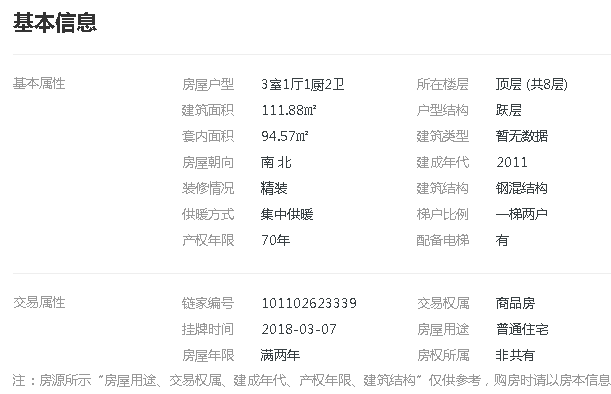 基本信息
基本属性 房屋户型 3室1厅1厨2卫 所在楼层 顶层 (共8层)
建筑面积 111.88㎡ 户型结构 跃层
套内面积 94.57㎡ 建筑类型 暂无数据
房屋朝向 南 北 建成年代 2011
装修情况 精装 建筑结构 钢混结构
供暖方式 集中供暖 梯户比例 一梯两户
产权年限 70年 配备电梯 有
交易属性 链家编号 101102623339 交易权属 商品房
挂牌时间 2018-03-07 房屋用途 普通住宅
房屋年限 满两年 房权所属 非共有
注：房源所示“房屋用途、交易权属、建成年代、产权年限、建筑结构”仅供参考，购房时请以房本信息